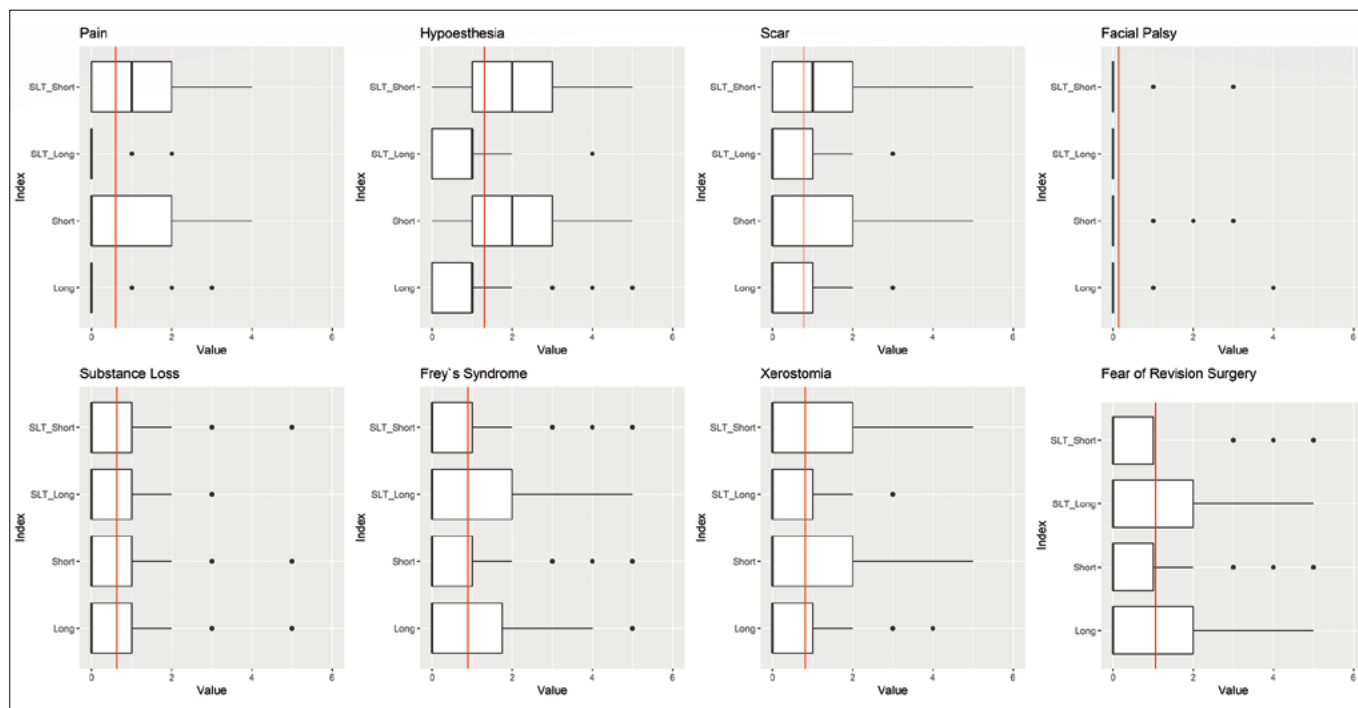 Pain
SLT_Short
SLT_Long
Short
Long
Index
0 2 4 6
Value
Hypoesthesia
SLT_Short
SLT_Long
Short
Long
Index
0 2 4 6
Value
Scar
SLT_Short
SLT_Long
Short
Long
Index
0 2 4 6
Value
Facial Palsy
SLT_Short
SLT_Long
Short
Long
Index
0 2 4 6
Value
Substance Loss
SLT_Short
SLT_Long
Short
Long
Index
0 2 4 6
Value
Frey`s Syndrome
SLT_Short
SLT_Long
Short
Long
Index
0 2 4 6
Value
Xerostomia
SLT_Short
SLT_Long
Short
Long
Index
0 2 4 6
Value
Fear of Revision Surgery
SLT_Short
SLT_Long
Short
Long
Index
0 2 4 6
Value